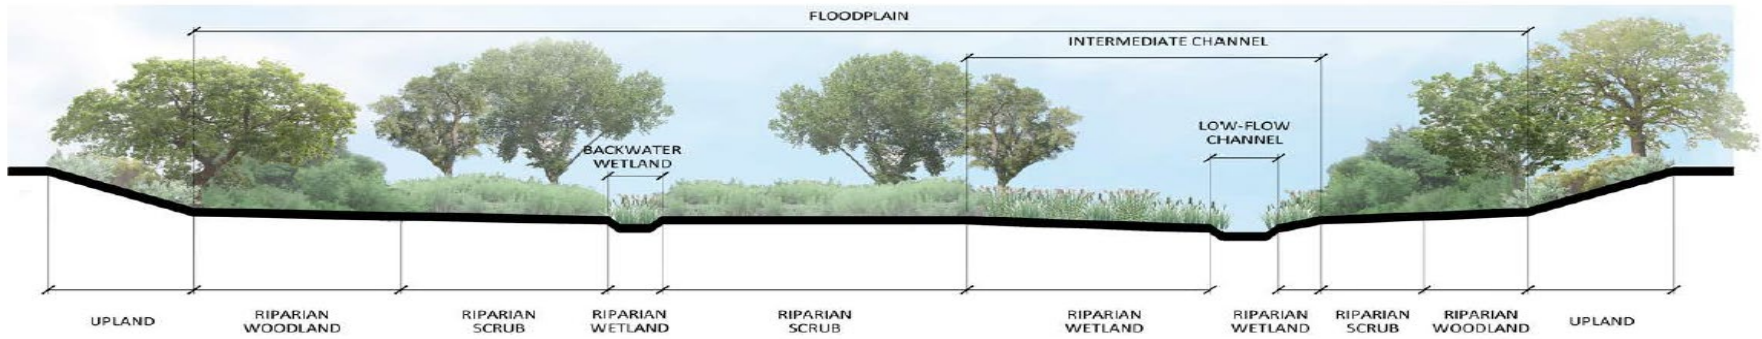 FLOODPLAIN
INTERMEDIATE CHANNEL
LOW-FLOW
CHANNEL
BACKWATER
WETLAND
UPLAND
RIPARIAN
WOODLAND
RIPARIAN
SCRUB
RIPARIAN
WETLAND
RIPARIAN
SCRUB
RIPARIAN
WETLAND
RIPARIAN
WETLAND
RIPARIAN
SCRUB
RIPARIAN
WOODLAND
UPLAND